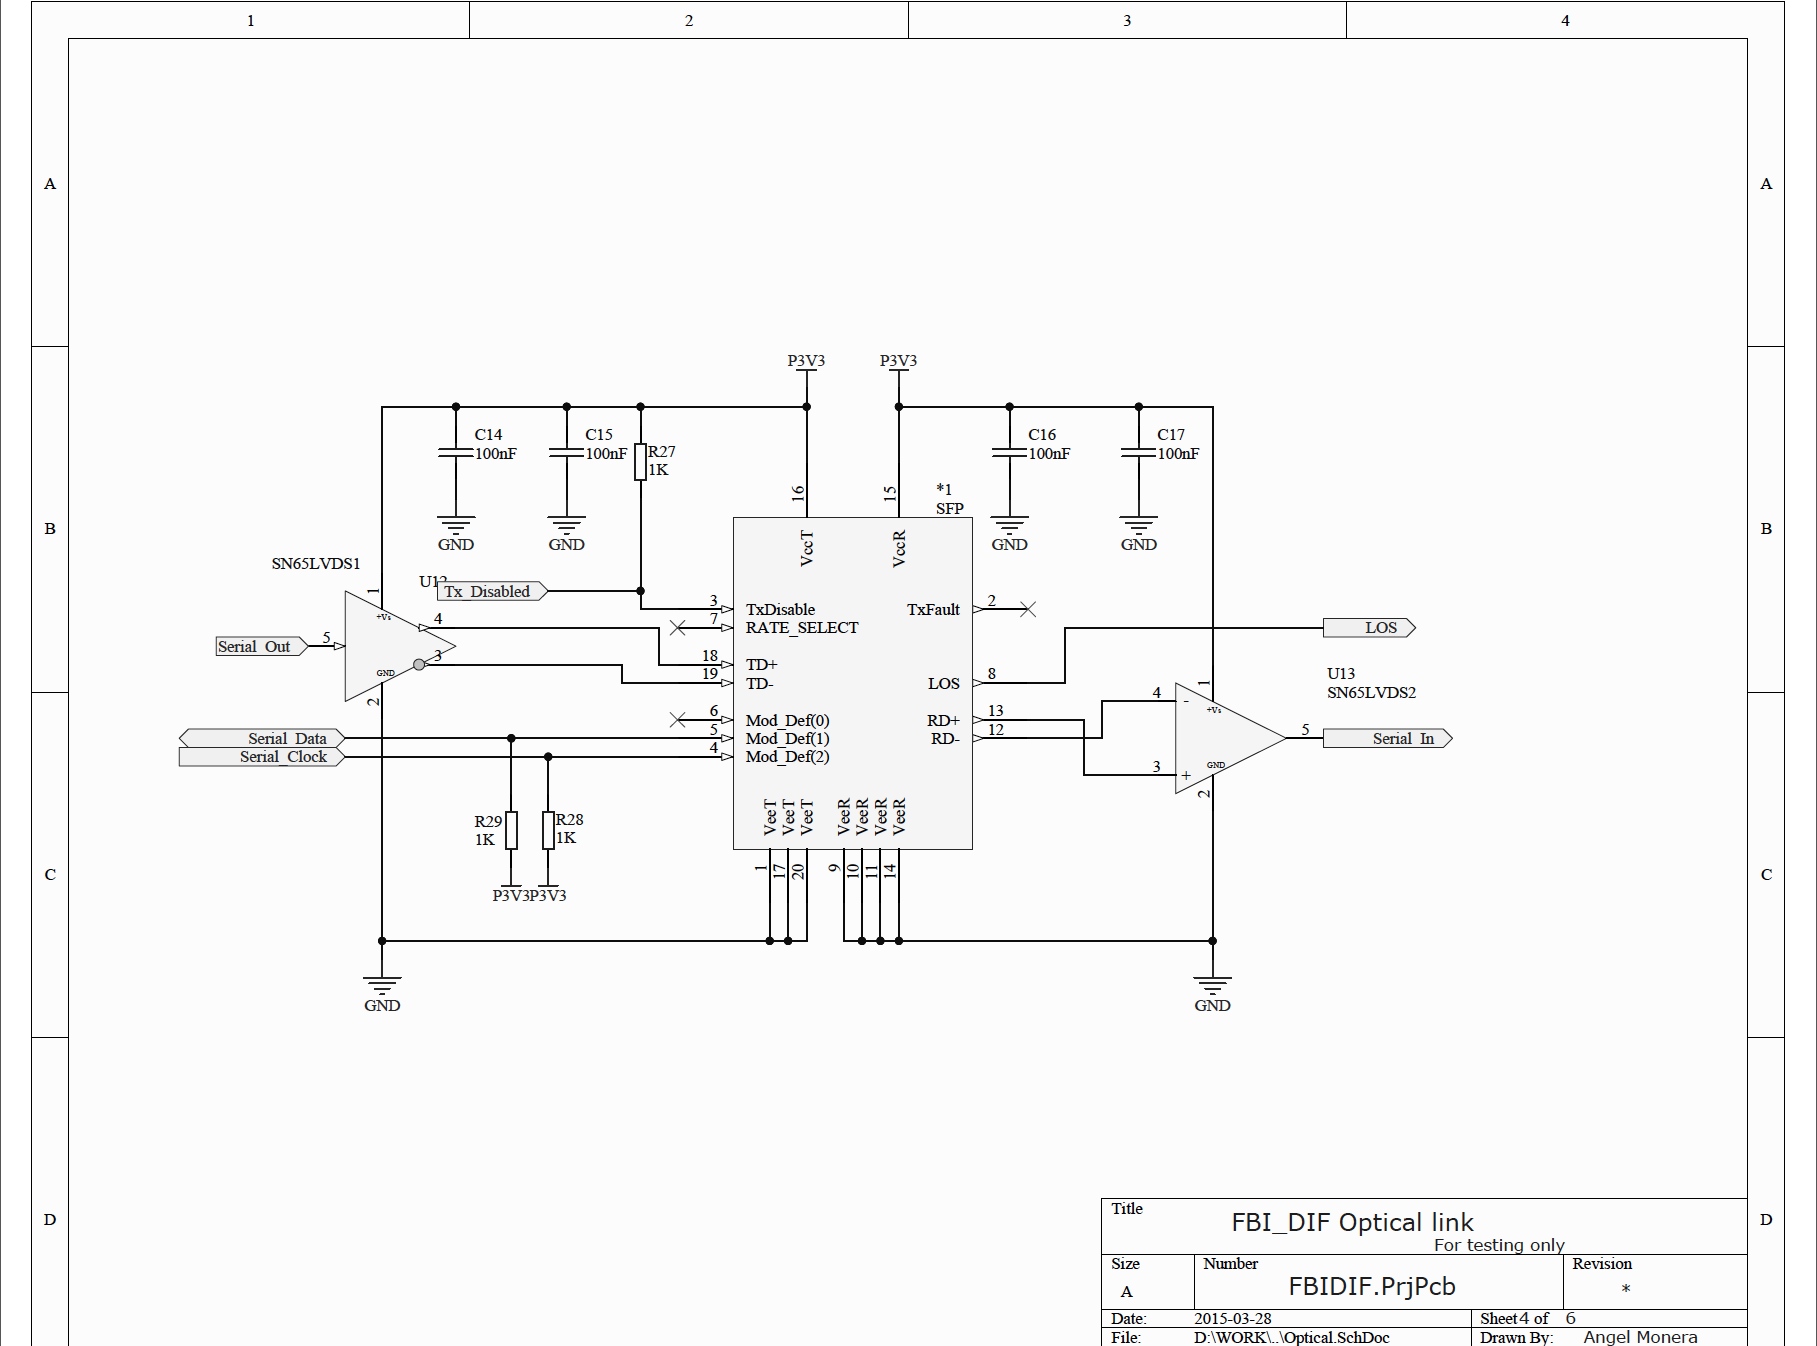 1 2 3 4
A A
P3V3 P3V3
C14 C15 C16 C17
100nF 100nF R27 100nF 100nF
1K
16 15 *1
SFP
B B
GND GND GND GND
VccT VccR
SN65LVDS1
1 U12 Tx_Disabled
+Vs 4 3 TxDisable TxFault 2
7 RATE_SELECT LOS
Serial_Out 5 3 18 TD+
GND 19 TD- LOS 8 U13
2 1 SN65LVDS2
6 Mod_Def(0) RD+ 13 4 - +Vs
Serial_Data 5 Mod_Def(1) RD- 12 5 Serial_In
Serial_Clock 4 Mod_Def(2) 3 + GND
2
VeeT VeeT VeeT VeeR VeeR VeeR VeeR
R29 R28
1K 1K
C 1 17 20 9 10 11 14 C
P3V3 P3V3
GND GND
D D
Title FBI_DIF Optical link
For testing only
Size Number Revision
A FBIDIF.PrjPcb *
Date: 2015-03-28 Sheet 4 of 6
File: D:\WORK\..\Optical.SchDoc Drawn By: Angel Monera